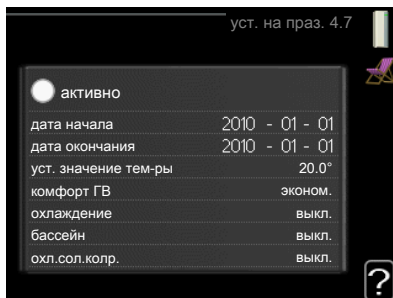 уст. на праз. 4.7
активно
дата начала 2010 - 01 - 01
дата окончания 2010 - 01 - 01
уст. значение тем-ры 20.0°
комфорт ГВ эконом.
охлаждение выкл.
бассейн выкл.
охл.сол.колр. выкл.
?